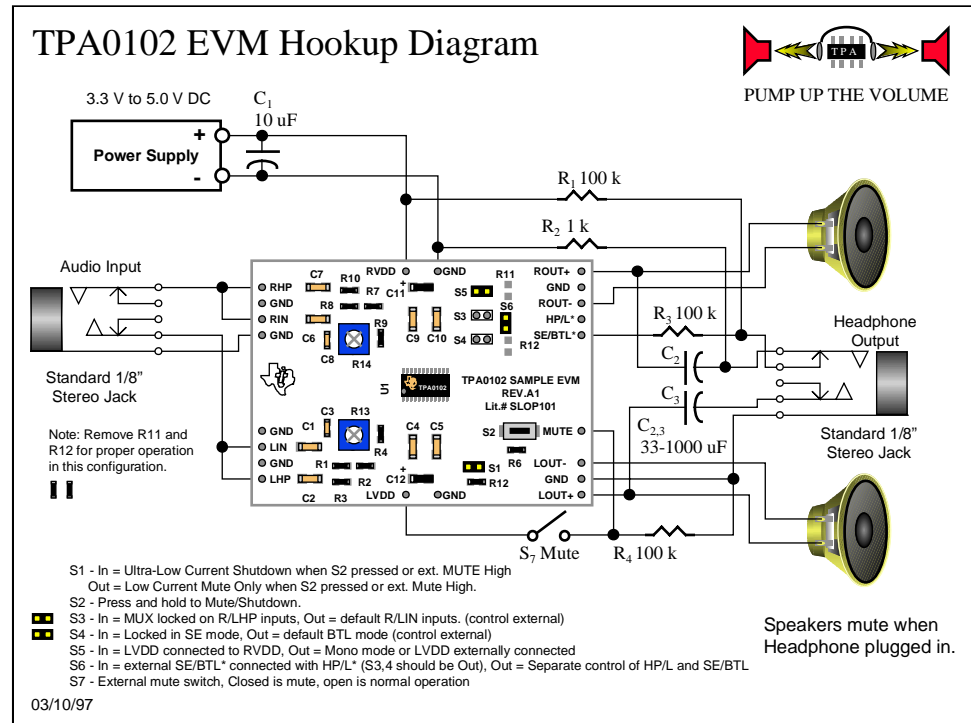 TPA0102 EVM Hookup Diagram
TPA
PUMP UP THE VOLUME
3.3 V to 5.0 V DC
C1
10 uF
+
Power Supply
-
R1 100 k
R2 1 k
Audio Input
Standard 1/8"
Stereo Jack
Note: Remove R11 and
R12 for proper operation
in this configuration.
RHP
GND
RIN
GND
C7
R10
R8
R7
R9
C6
C8
R14
RVDD
GND
+
C11
C9
C10
S5
S3
S4
R11
S6
R12
ROUT+
GND
ROUT-
HP/L*
SE/BTL*
U1
TPA0102
TPA0102 SAMPLE EVM
REV.A1
Lit.# SLOP101
GND
LIN
GND
LHP
C3
R13
C1
R4
R1
R2
C2
R3
C4
C5
+
C12
LVDD
GND
S2
MUTE
R6
S1
R12
LOUT-
GND
LOUT+
R3 100 k
C2
C3
C2,3
33-1000 uF
Headphone
Output
Standard 1/8"
Stereo Jack
S7 Mute
R4 100 k
S1 - In = Ultra-Low Current Shutdown when S2 pressed or ext. MUTE High
Out = Low Current Mute Only when S2 pressed or ext. Mute High.
S2 - Press and hold to Mute/Shutdown.
S3 - In = MUX locked on R/LHP inputs, Out = default R/LIN inputs. (control external)
S4 - In = Locked in SE mode, Out = default BTL mode (control external)
S5 - In = LVDD connected to RVDD, Out = Mono mode or LVDD externally connected
S6 - In = external SE/BTL* connected with HP/L* (S3,4 should be Out), Out = Separate control of HP/L and SE/BTL
S7 - External mute switch, Closed is mute, open is normal operation
Speakers mute when
Headphone plugged in.
03/10/97